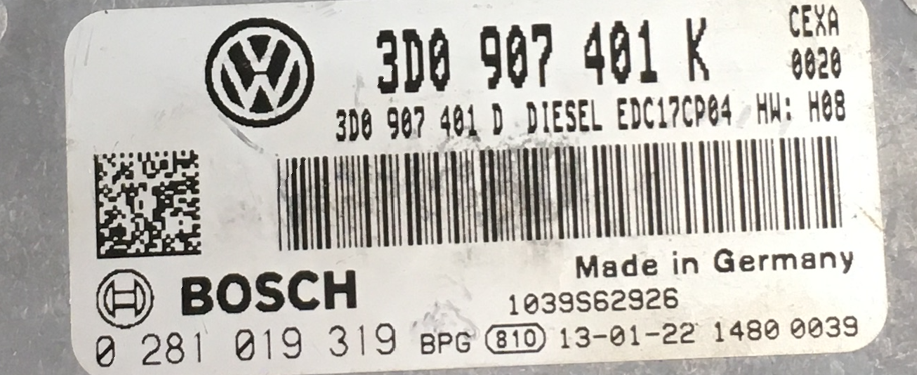 3D0 907 401 K
CEXA
0020
3D0 907 401 D DIESEL EDC17CP04 HW: H08
Made in Germany
BOSCH
1039S62926
0 281 019 319 BPG 810 13-01-22 1480 0039